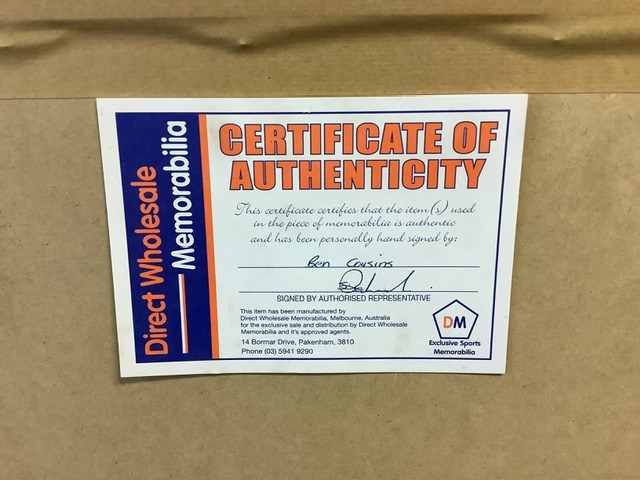 Direct Wholesale
Memorabilia
CERTIFICATE OF
AUTHENTICITY
This certificate certifies that the item(s) used
in the piece of memorabilia is authentic
and has been personally hand signed by:
Ben Cousins
SIGNED BY AUTHORISED REPRESENTATIVE
This item has been manufactured by
Direct Wholesale Memorabilia, Melbourne, Australia
for the exclusive sale and distribution by Direct Wholesale
Memorabilia and it's approved agents.
14 Bormar Drive, Pakenham, 3810
Phone (03) 5941 9290
DM
Exclusive Sports
Memorabilia